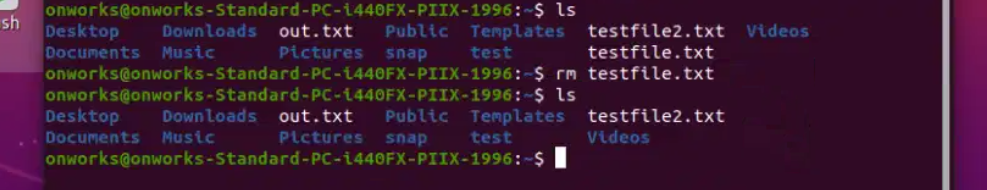 onworks@onworks-Standard-PC-i440FX-PIIX-1996:~$ ls
Desktop Downloads out.txt Public Templates testfile2.txt Videos
Documents Music Pictures snap test testfile.txt
onworks@onworks-Standard-PC-i440FX-PIIX-1996:~$ rm testfile.txt
onworks@onworks-Standard-PC-i440FX-PIIX-1996:~$ ls
Desktop Downloads out.txt Public Templates testfile2.txt
Documents Music Pictures snap test Videos
onworks@onworks-Standard-PC-i440FX-PIIX-1996:~$